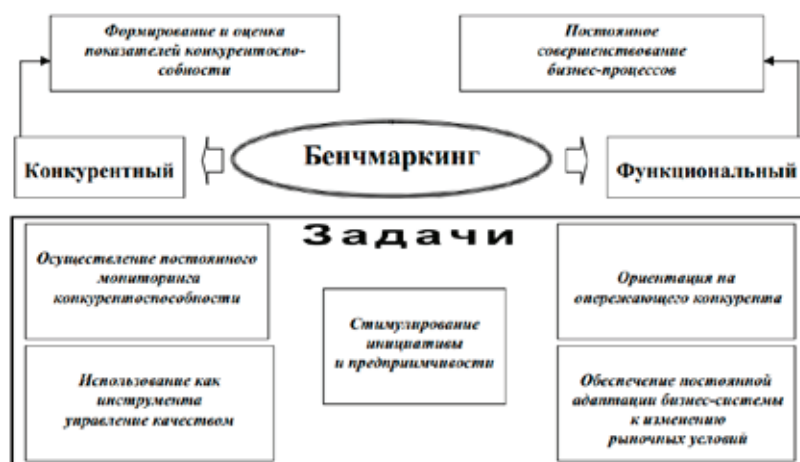 Формирование и оценка
показателей конкурентоспо-
собности
Постоянное
совершенствование
бизнес-процессов
Конкурентный
Бенчмаркинг
Функциональный
Задачи
Осуществление постоянного
мониторинга
конкурентоспособности
Ориентация на
опережающего конкурента
Стимулирование
инициативы
и предприимчивости
Использование как
инструмента
управление качеством
Обеспечение постоянной
адаптации бизнес-системы
к изменению
рыночных условий